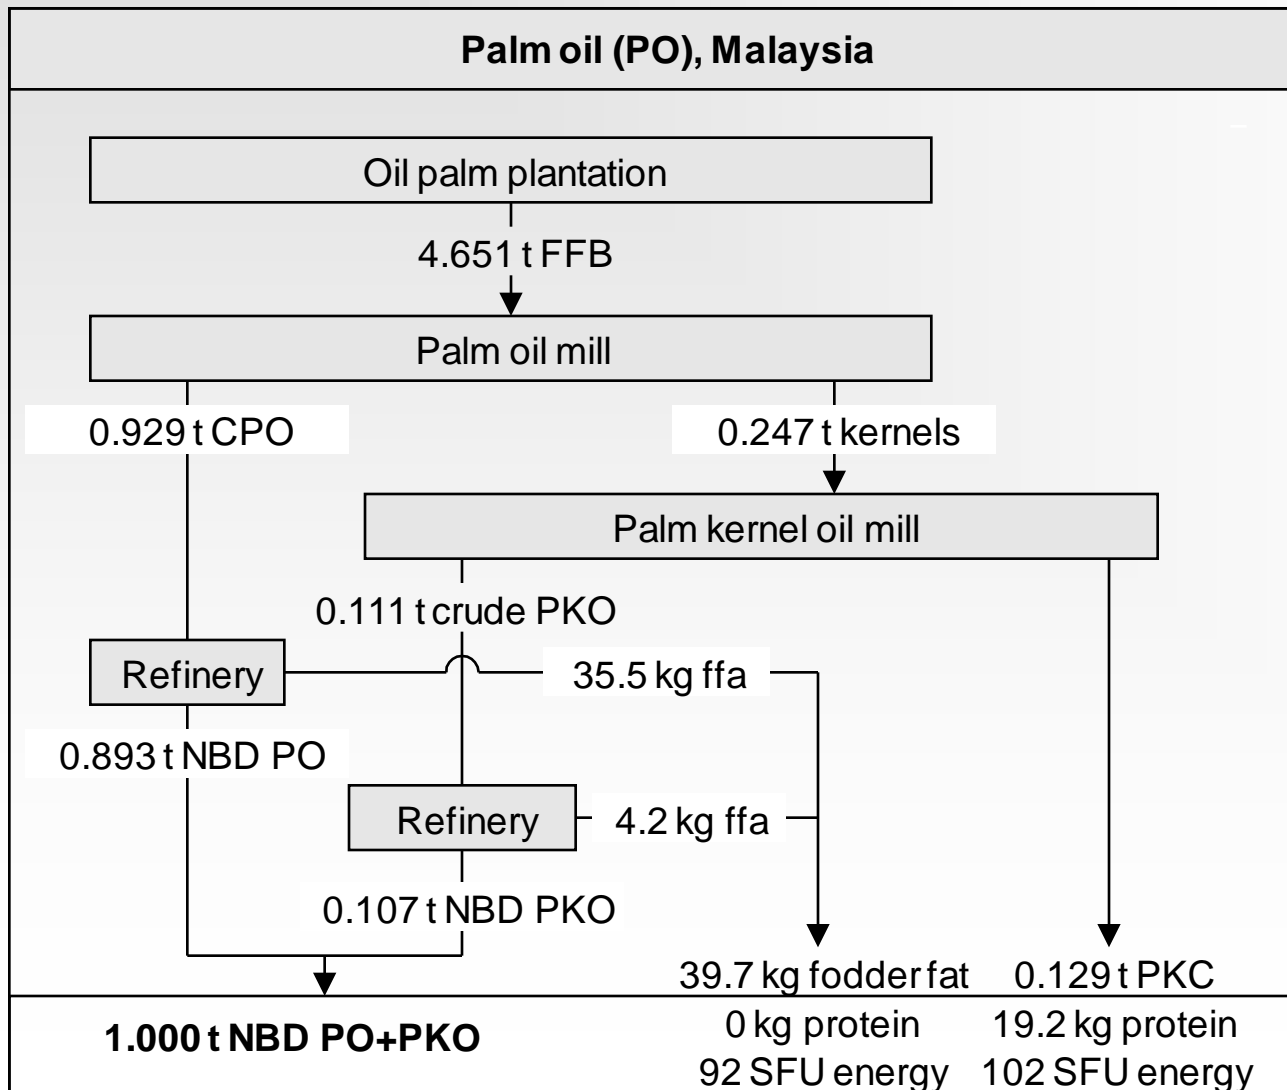 Palm oil (PO), Malaysia
Oil palm plantation
4.651 t FFB
Palm oil mill
0.929 t CPO
0.247 t kernels
Palm kernel oil mill
0.111 t crude PKO
Refinery
35.5 kg ffa
0.893 t NBD PO
Refinery
4.2 kg ffa
0.107 t NBD PKO
39.7 kg fodder fat
0.129 t PKC
1.000 t NBD PO+PKO
0 kg protein
19.2 kg protein
92 SFU energy
102 SFU energy